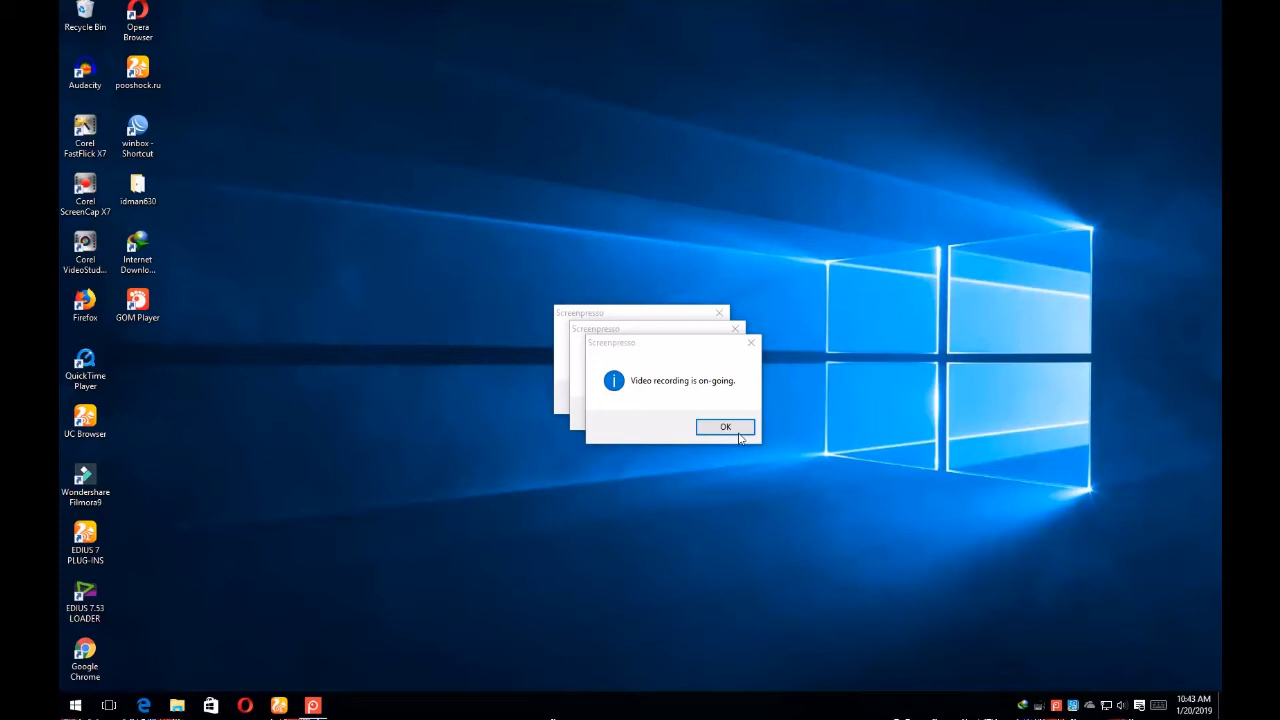 Recycle Bin
Opera
Browser
Audacity
pooshock.ru
Corel
FastFlick X7
winbox -
Shortcut
Corel
ScreenCap X7
idman630
Corel
VideoStud...
Internet
Downlo...
Firefox
GOM Player
QuickTime
Player
UC Browser
Wondershare
Filmora9
EDIUS 7
PLUG-INS
EDIUS 7.53
LOADER
Google
Chrome
Screenpresso
Screenpresso
Screenpresso
Video recording is on-going.
OK
10:43 AM
1/20/2019